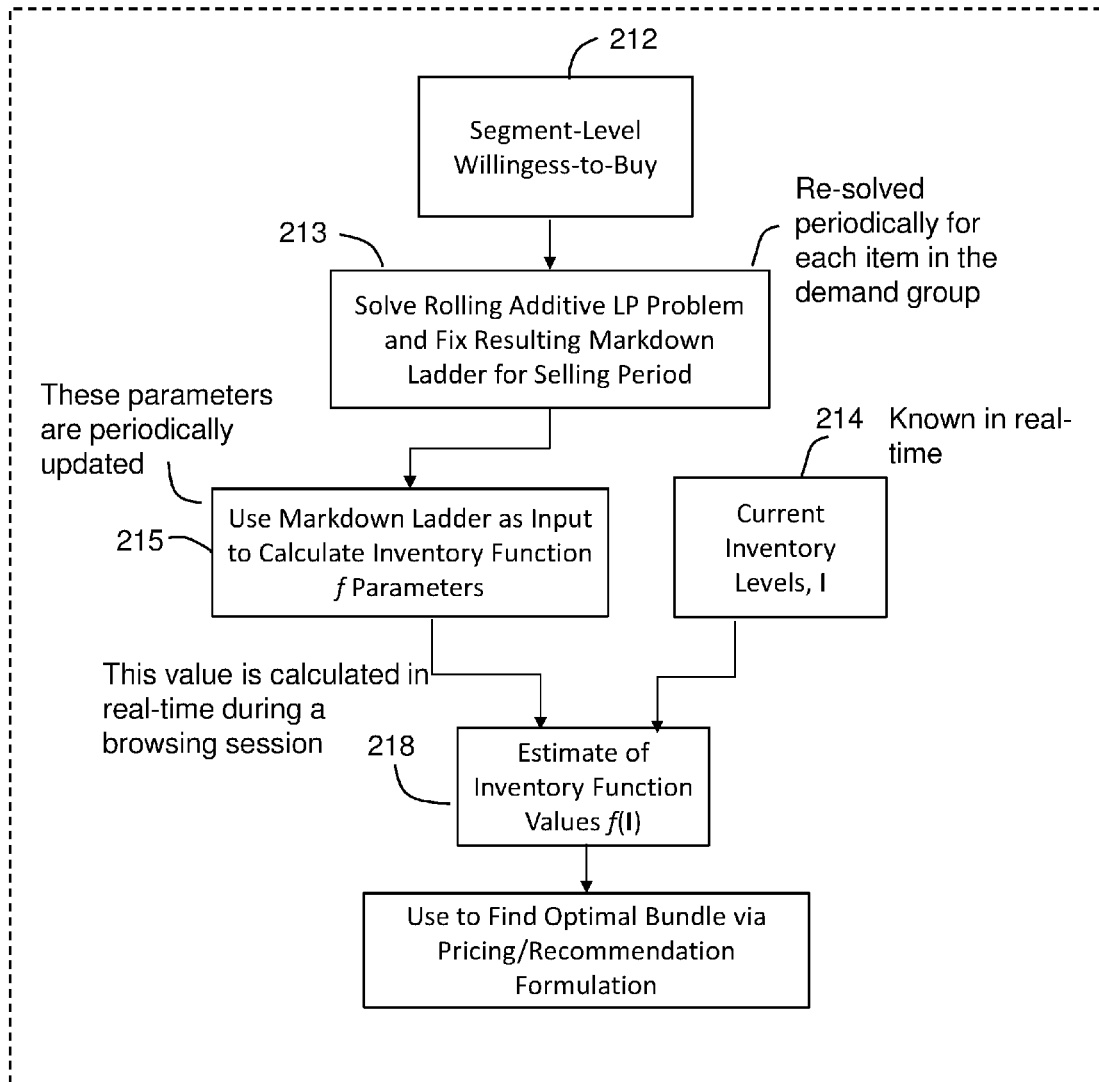 212
Segment-Level
Willingess-to-Buy
Re-solved
periodically for
each item in the
demand group
213
Solve Rolling Additive LP Problem
and Fix Resulting Markdown
Ladder for Selling Period
These parameters
are periodically
updated
214 Known in real-
time
215
Use Markdown Ladder as Input
to Calculate Inventory Function
f Parameters
Current
Inventory
Levels, I
This value is calculated in
real-time during a
browsing session
218
Estimate of
Inventory Function
Values f(I)
Use to Find Optimal Bundle via
Pricing/Recommendation
Formulation